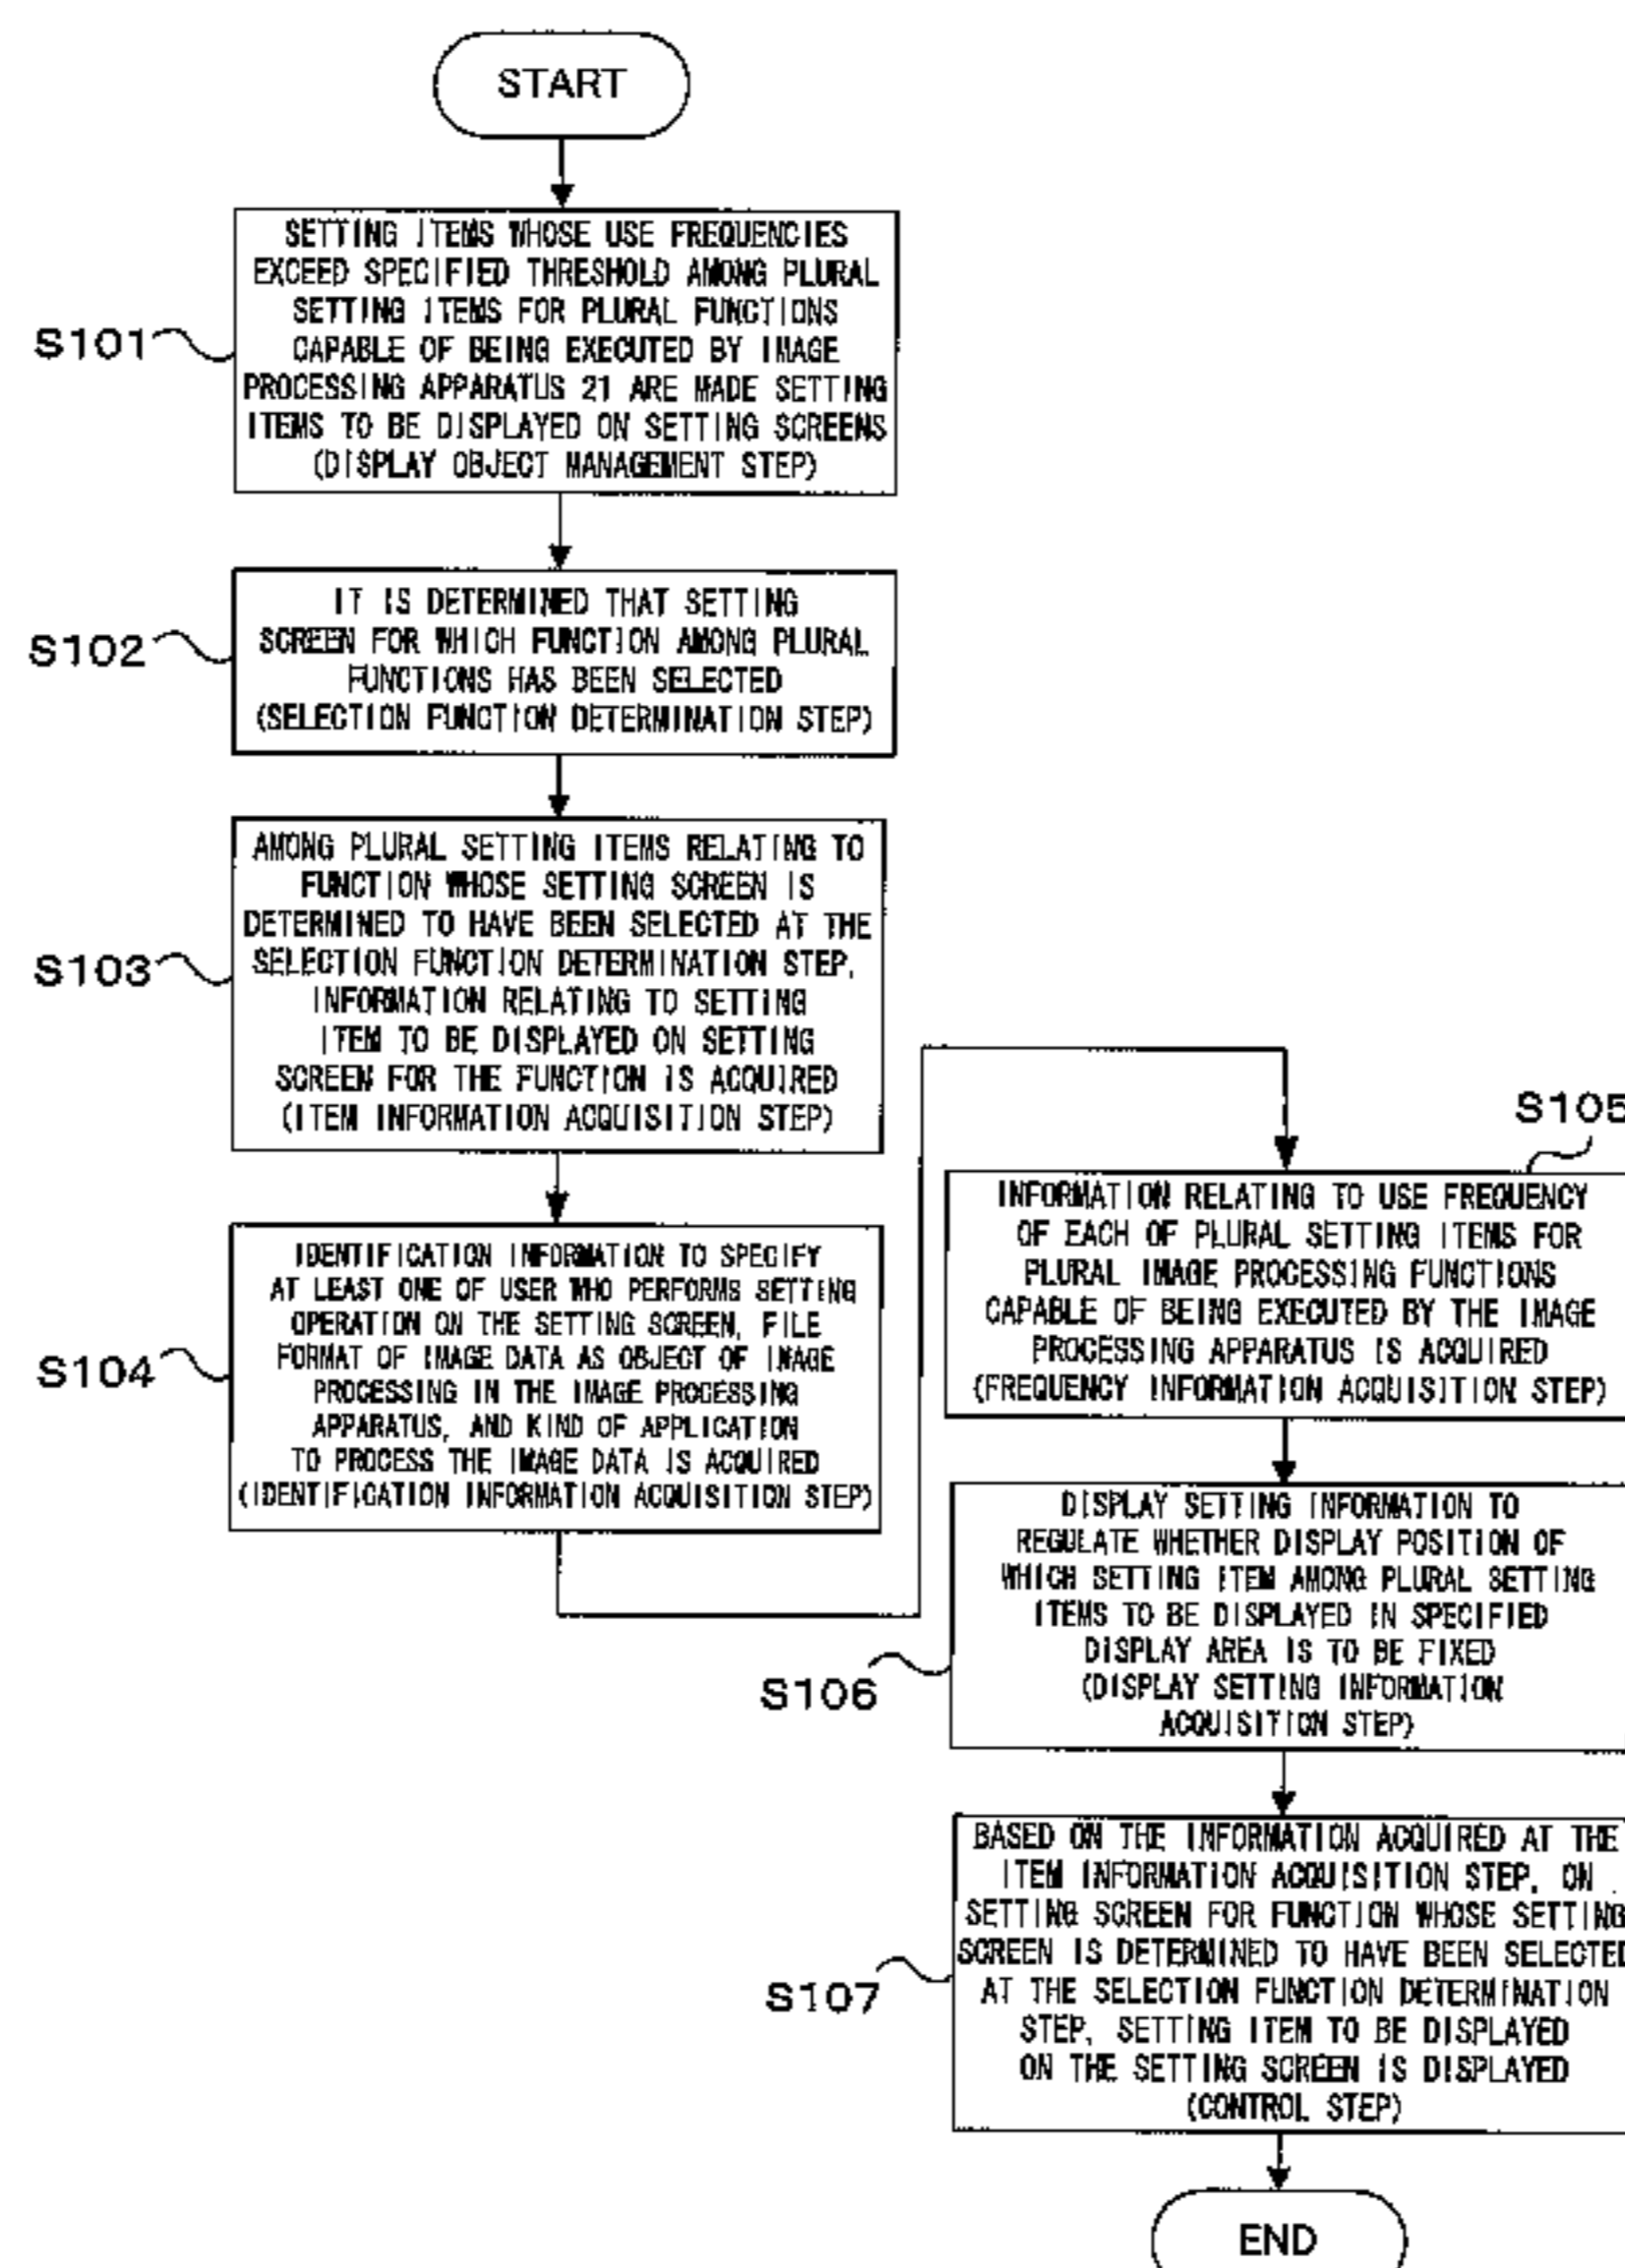 START
S101
SETTING ITEMS WHOSE USE FREQUENCIES
EXCEED SPECIFIED THRESHOLD AMONG PLURAL
SETTING ITEMS FOR PLURAL FUNCTIONS
CAPABLE OF BEING EXECUTED BY IMAGE
PROCESSING APPARATUS 21 ARE MADE SETTING
ITEMS TO BE DISPLAYED ON SETTING SCREENS
(DISPLAY OBJECT MANAGEMENT STEP)
S102
IT IS DETERMINED THAT SETTING
SCREEN FOR WHICH FUNCTION AMONG PLURAL
FUNCTIONS HAS BEEN SELECTED
(SELECTION FUNCTION DETERMINATION STEP)
S103
AMONG PLURAL SETTING ITEMS RELATING TO
FUNCTION WHOSE SETTING SCREEN IS
DETERMINED TO HAVE BEEN SELECTED AT THE
SELECTION FUNCTION DETERMINATION STEP,
INFORMATION RELATING TO SETTING
ITEM TO BE DISPLAYED ON SETTING
SCREEN FOR THE FUNCTION IS ACQUIRED
(ITEM INFORMATION ACQUISITION STEP)
S104
IDENTIFICATION INFORMATION TO SPECIFY
AT LEAST ONE OF USER WHO PERFORMS SETTING
OPERATION ON THE SETTING SCREEN, FILE
FORMAT OF IMAGE DATA AS OBJECT OF IMAGE
PROCESSING IN THE IMAGE PROCESSING
APPARATUS, AND KIND OF APPLICATION
TO PROCESS THE IMAGE DATA IS ACQUIRED
(IDENTIFICATION INFORMATION ACQUISITION STEP)
S105
INFORMATION RELATING TO USE FREQUENCY
OF EACH OF PLURAL SETTING ITEMS FOR
PLURAL IMAGE PROCESSING FUNCTIONS
CAPABLE OF BEING EXECUTED BY THE IMAGE
PROCESSING APPARATUS IS ACQUIRED
(FREQUENCY INFORMATION ACQUISITION STEP)
S106
DISPLAY SETTING INFORMATION TO
REGULATE WHETHER DISPLAY POSITION OF
WHICH SETTING ITEM AMONG PLURAL SETTING
ITEMS TO BE DISPLAYED IN SPECIFIED
DISPLAY AREA IS TO BE FIXED
(DISPLAY SETTING INFORMATION
ACQUISITION STEP)
S107
BASED ON THE INFORMATION ACQUIRED AT THE
ITEM INFORMATION ACQUISITION STEP, ON
SETTING SCREEN FOR FUNCTION WHOSE SETTING
SCREEN IS DETERMINED TO HAVE BEEN SELECTED
AT THE SELECTION FUNCTION DETERMINATION
STEP, SETTING ITEM TO BE DISPLAYED
ON THE SETTING SCREEN IS DISPLAYED
(CONTROL STEP)
END